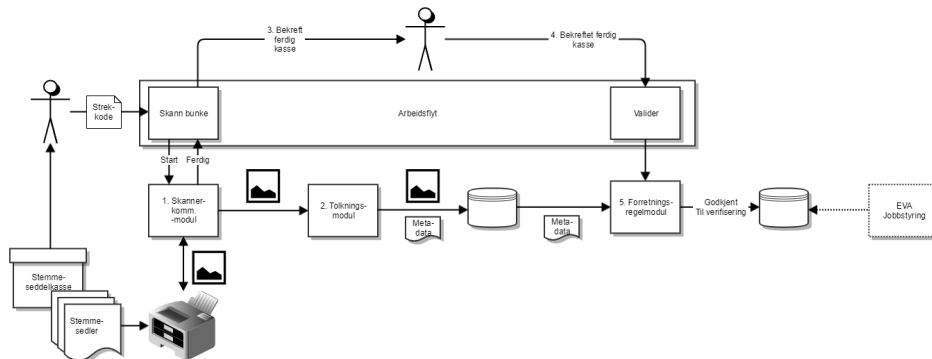 3. Bekreft
ferdig
kasse
4. Bekreftet ferdig
kasse
Strek-
kode
Skann bunke
Arbeidsflyt
Valider
Start
Ferdig
1. Skanner-
komm.
-modul
2. Tolknings-
modul
Meta-
data
Meta-
data
5. Forretnings-
regelmodul
Godkjent
Til verifisering
EVA
Jobbstyring
Stemme-
seddelkasse
Stemme-
sedler